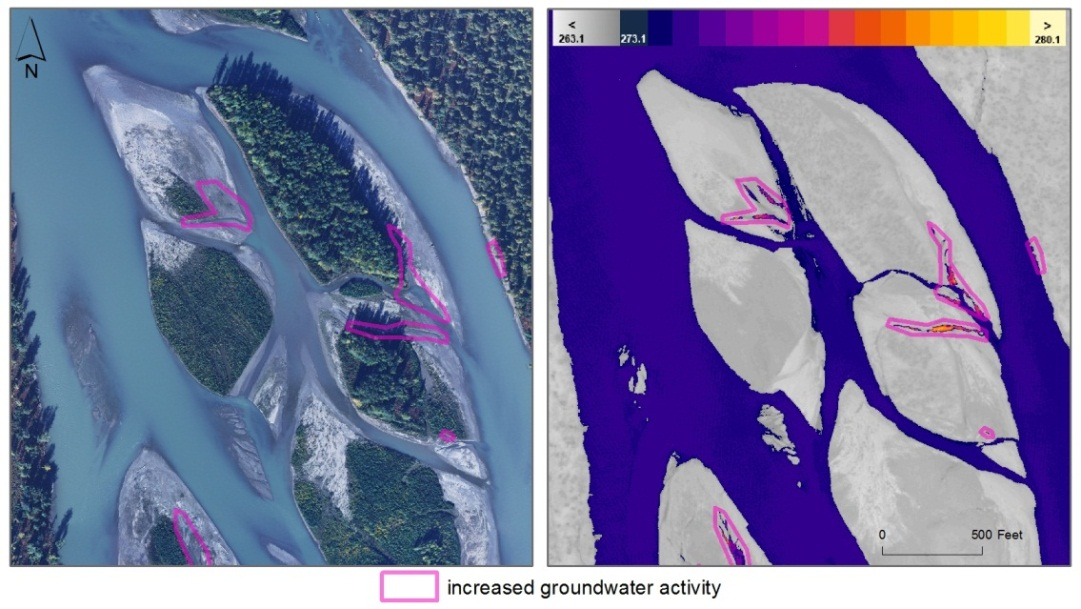 N
< >
263.1 273.1 280.1
0 500 Feet
increased groundwater activity